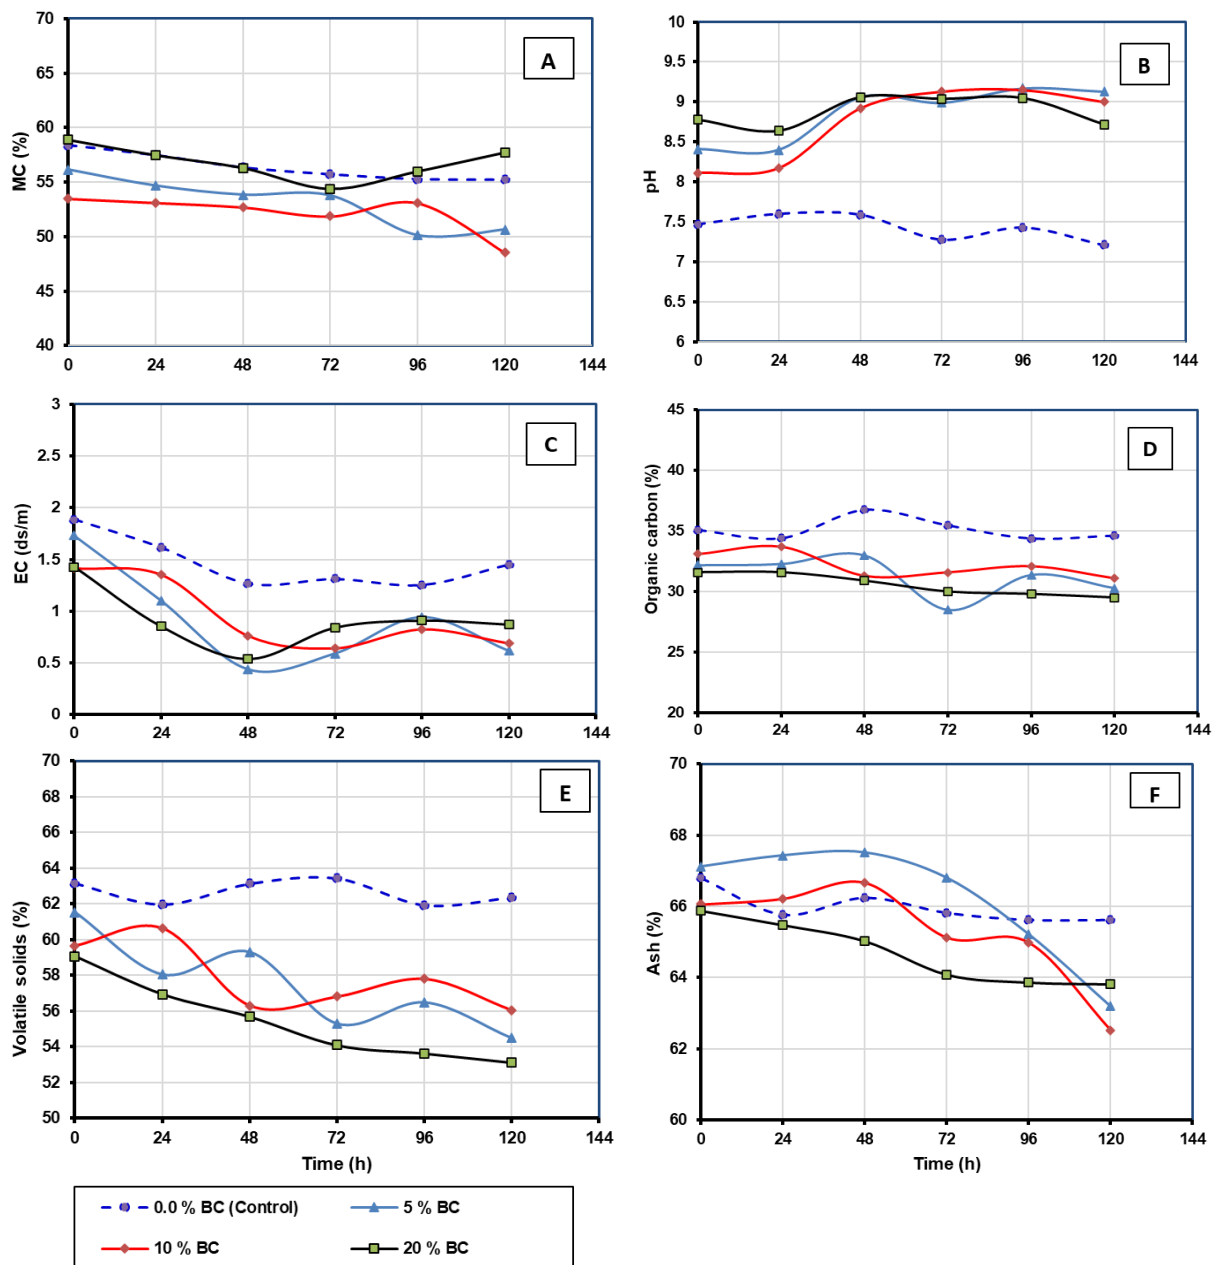 A
MC (%)
70
65
60
55
50
45
40
0 24 48 72 96 120 144
B
pH
10
9.5
9
8.5
8
7.5
7
6.5
6
0 24 48 72 96 120 144
C
EC (ds/m)
3
2.5
2
1.5
1
0.5
0
0 24 48 72 96 120 144
D
Organic carbon (%)
45
40
35
30
25
20
0 24 48 72 96 120 144
E
Volatile solids (%)
70
68
66
64
62
60
58
56
54
52
50
0 24 48 72 96 120 144
Time (h)
F
Ash (%)
70
68
66
64
62
60
0 24 48 72 96 120 144
Time (h)
0.0 % BC (Control) 5 % BC
10 % BC 20 % BC